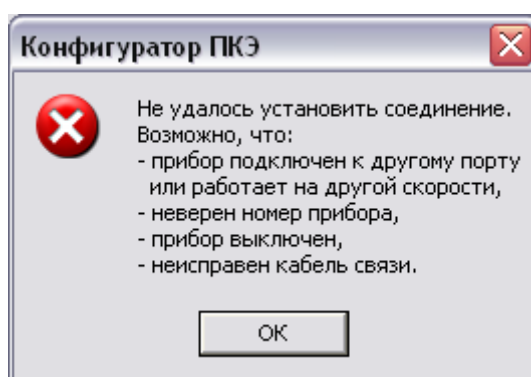 Конфигуратор ПКЭ
Не удалось установить соединение.
Возможно, что:
- прибор подключен к другому порту
или работает на другой скорости,
- неверен номер прибора,
- прибор выключен,
- неисправен кабель связи.
OK